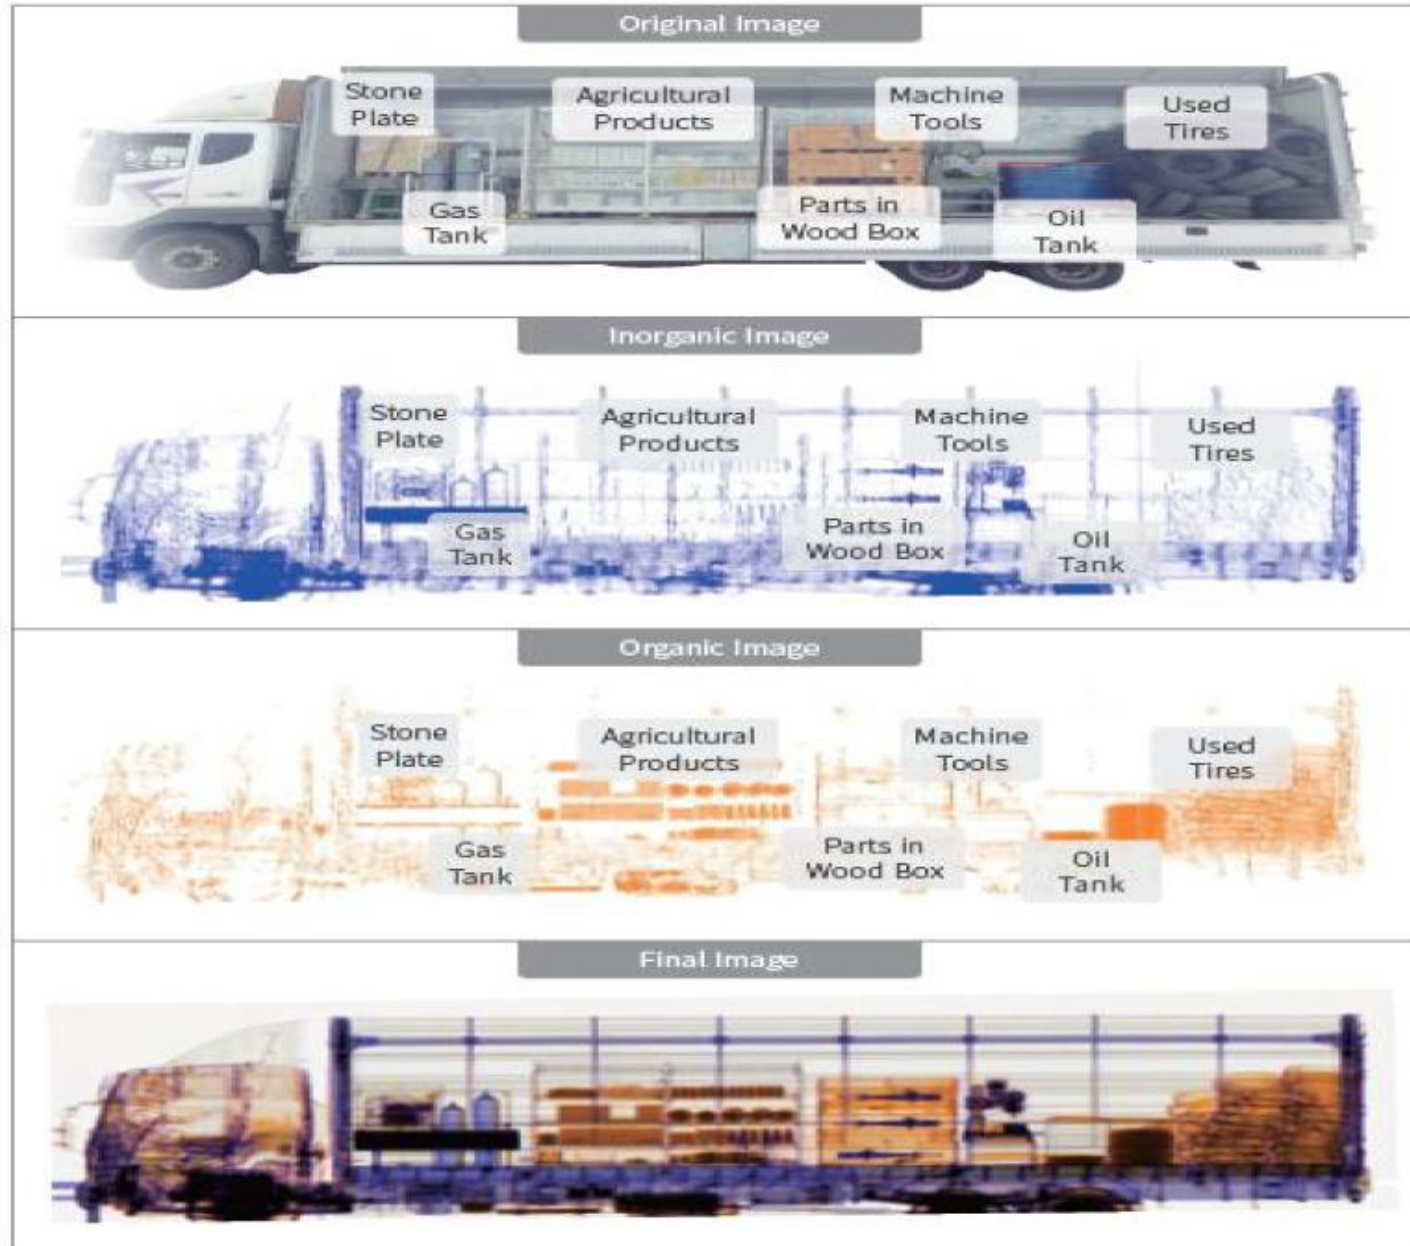 Original Image
Stone
Plate
Agricultural
Products
Machine
Tools
Used
Tires
Gas
Tank
Parts in
Wood Box
Oil
Tank
Inorganic Image
Stone
Plate
Agricultural
Products
Machine
Tools
Used
Tires
Gas
Tank
Parts in
Wood Box
Oil
Tank
Organic Image
Stone
Plate
Agricultural
Products
Machine
Tools
Used
Tires
Gas
Tank
Parts in
Wood Box
Oil
Tank
Final Image